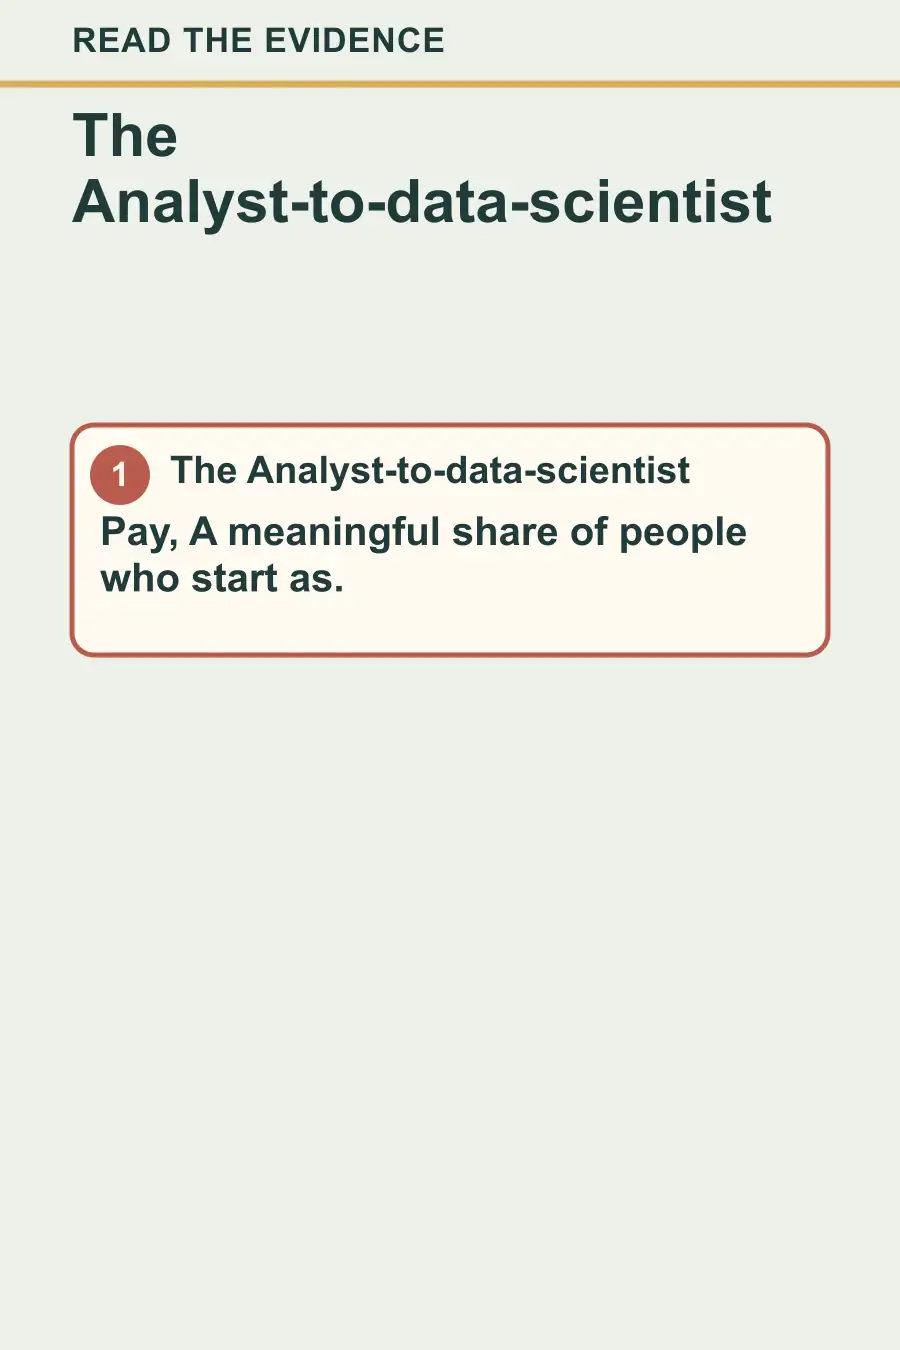 READ THE EVIDENCE
The
Analyst-to-data-scientist
1 The Analyst-to-data-scientist
Pay, A meaningful share of people
who start as.